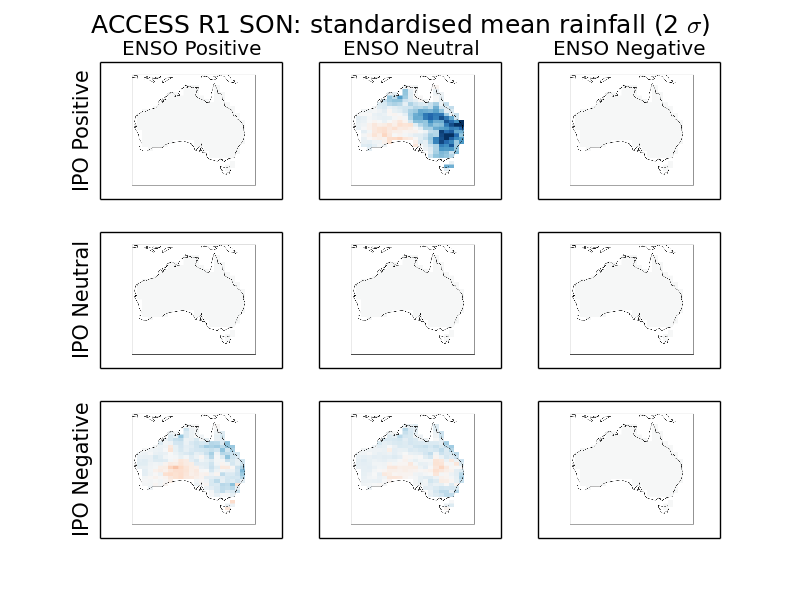 ACCESS R1 SON: standardised mean rainfall (2 σ)
ENSO Positive ENSO Neutral ENSO Negative
IPO Positive
IPO Neutral
IPO Negative